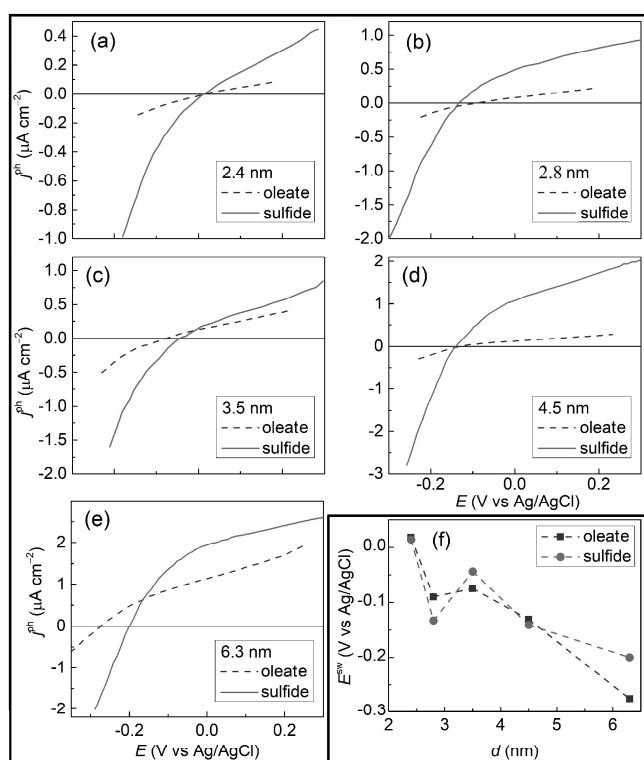 (a)
0.4
0.2
0.0
-0.2
-0.4
-0.6
-0.8
-1.0
j^ph (μA cm⁻²)
2.4 nm
oleate
sulfide
(b)
1.0
0.5
0.0
-0.5
-1.0
-1.5
-2.0
2.8 nm
oleate
sulfide
(c)
1.0
0.5
0.0
-0.5
-1.0
-1.5
-2.0
j^ph (μA cm⁻²)
3.5 nm
oleate
sulfide
(d)
2
1
0
-1
-2
-3
4.5 nm
oleate
sulfide
-0.2 0.0 0.2
E (V vs Ag/AgCl)
(e)
4
2
0
-2
j^ph (μA cm⁻²)
6.3 nm
oleate
sulfide
-0.2 0.0 0.2
E (V vs Ag/AgCl)
(f)
oleate
sulfide
0.0
-0.1
-0.2
-0.3
E^sw (V vs Ag/AgCl)
2 3 4 5 6
d (nm)